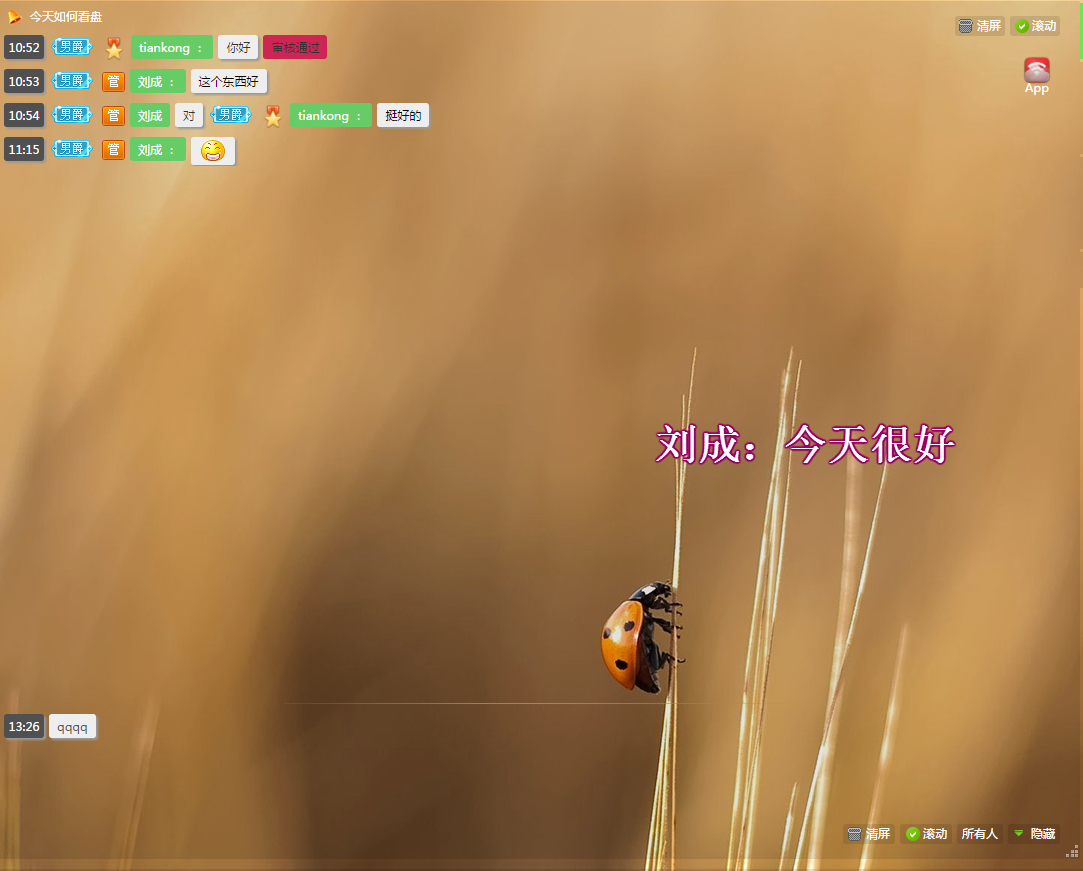 今天如何看盘
清屏 滚动
10:52 男爵 tiankong ： 你好 审核通过
App
10:53 男爵 管 刘成 ： 这个东西好
10:54 男爵 管 刘成 对 男爵 tiankong ： 挺好的
11:15 男爵 管 刘成 ：
刘成：今天很好
13:26 qqqq
清屏 滚动 所有人 隐藏